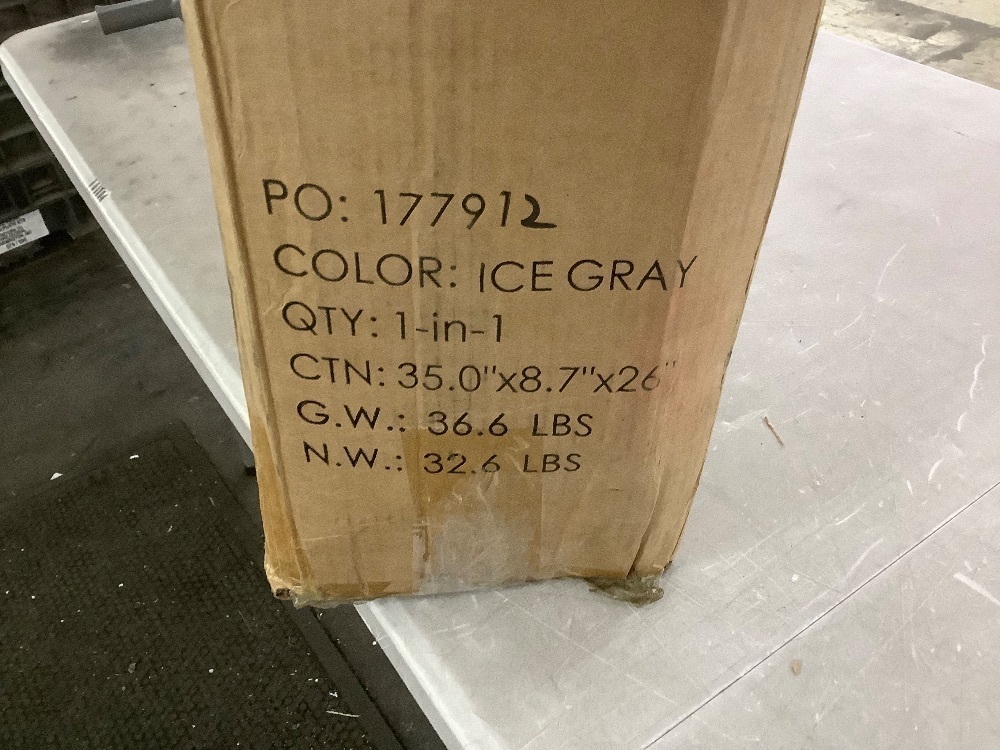 PO: 177912
COLOR: ICE GRAY
QTY: 1-in-1
CTN: 35.0"x8.7"x26"
G.W.: 36.6 LBS
N.W.: 32.6 LBS